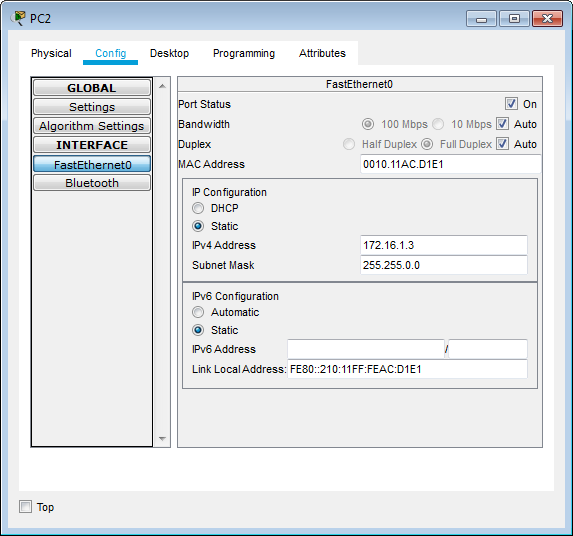 PC2
Physical Config Desktop Programming Attributes
GLOBAL
Settings
Algorithm Settings
INTERFACE
FastEthernet0
Bluetooth
FastEthernet0
Port Status On
Bandwidth 100 Mbps 10 Mbps Auto
Duplex Half Duplex Full Duplex Auto
MAC Address 0010.11AC.D1E1
IP Configuration
DHCP
Static
IPv4 Address 172.16.1.3
Subnet Mask 255.255.0.0
IPv6 Configuration
Automatic
Static
IPv6 Address /
Link Local Address: FE80::210:11FF:FEAC:D1E1
Top